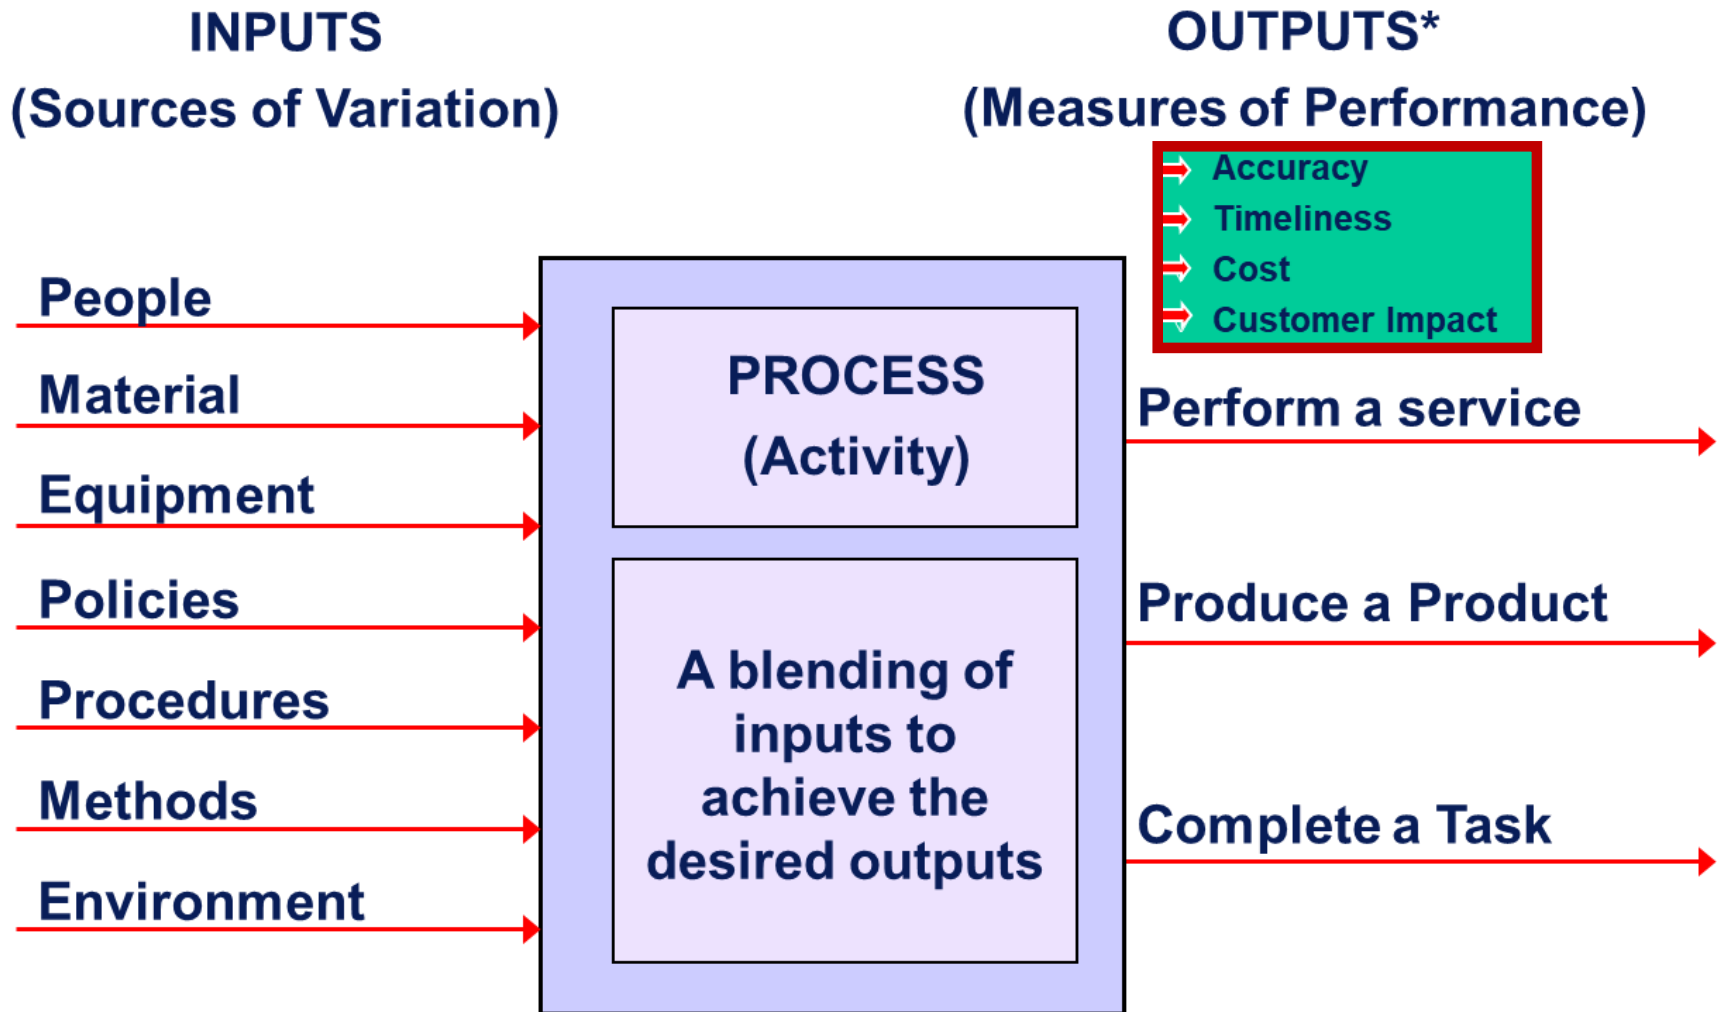 INPUTS
(Sources of Variation)
People
Material
Equipment
Policies
Procedures
Methods
Environment
PROCESS
(Activity)
A blending of
inputs to
achieve the
desired outputs
OUTPUTS*
(Measures of Performance)
Accuracy
Timeliness
Cost
Customer Impact
Perform a service
Produce a Product
Complete a Task